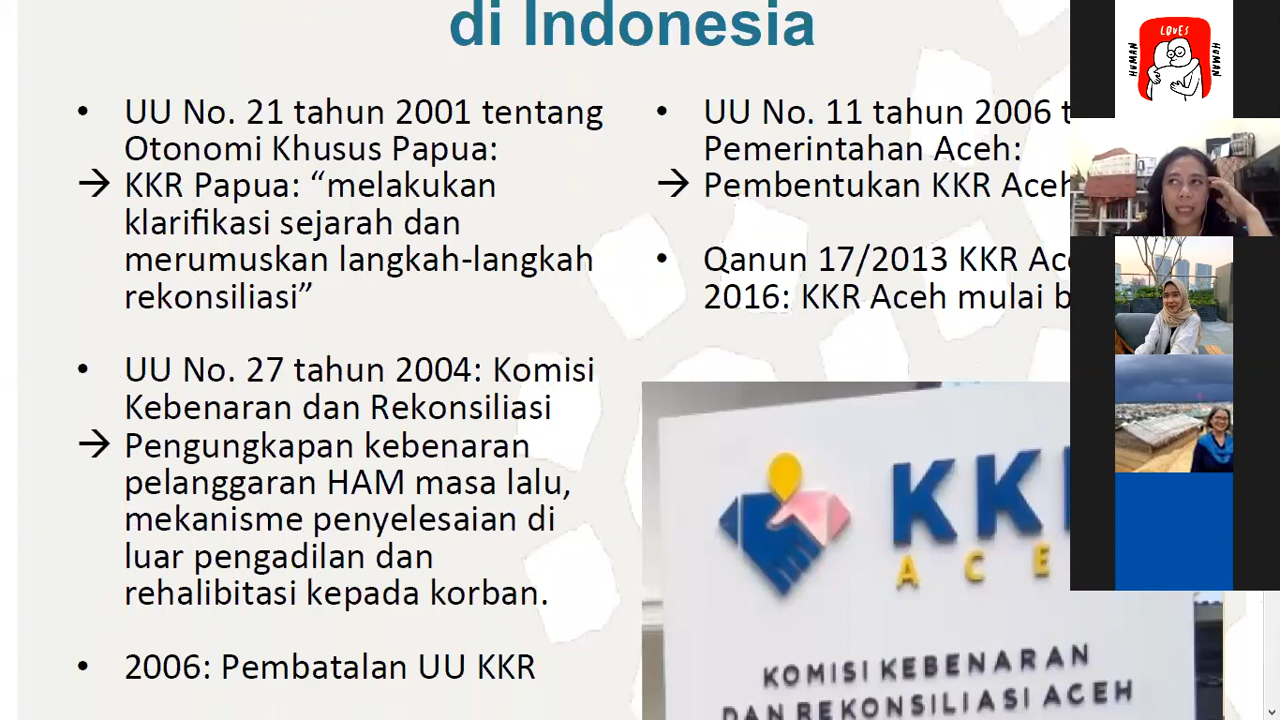 di Indonesia
• UU No. 21 tahun 2001 tentang
Otonomi Khusus Papua:
→ KKR Papua: “melakukan
klarifikasi sejarah dan
merumuskan langkah-langkah
rekonsiliasi”
• UU No. 27 tahun 2004: Komisi
Kebenaran dan Rekonsiliasi
→ Pengungkapan kebenaran
pelanggaran HAM masa lalu,
mekanisme penyelesaian di
luar pengadilan dan
rehalibitasi kepada korban.
• 2006: Pembatalan UU KKR
• UU No. 11 tahun 2006
Pemerintahan Aceh:
→ Pembentukan KKR Aceh
• Qanun 17/2013 KKR
2016: KKR Aceh mulai
KOMISI KEBENARAN
DAN REKONSILIASI ACEH
HUMAN
LOVES
HUMAN